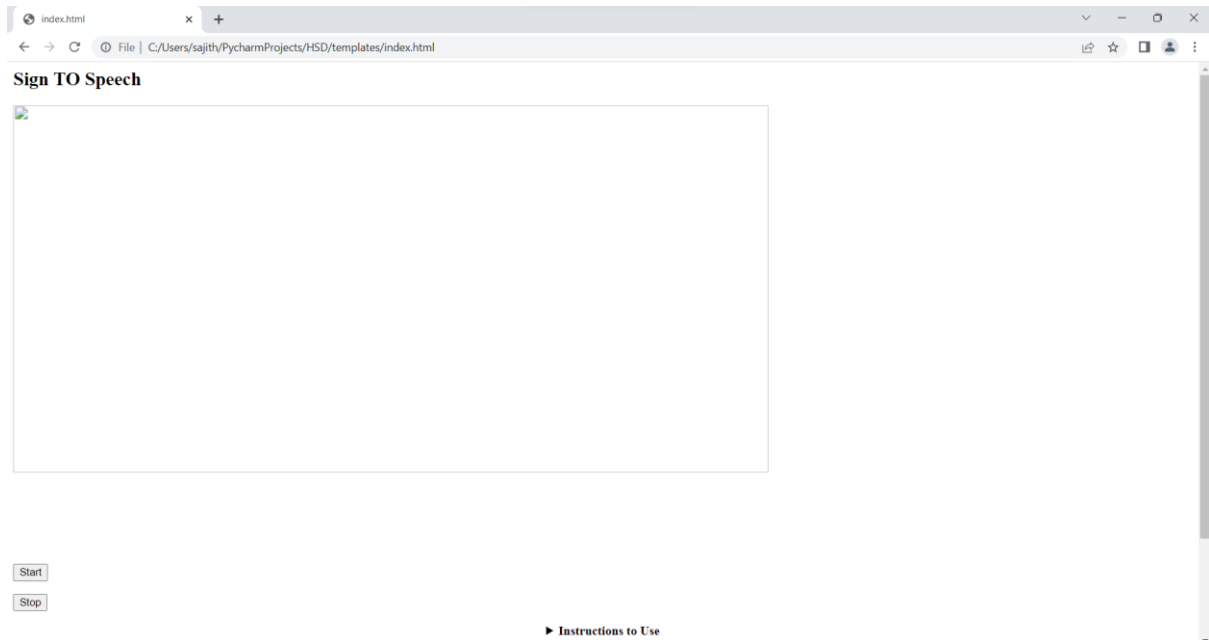 index.html
File | C:/Users/sajith/PycharmProjects/HSD/templates/index.html
Sign TO Speech
Start
Stop
Instructions to Use